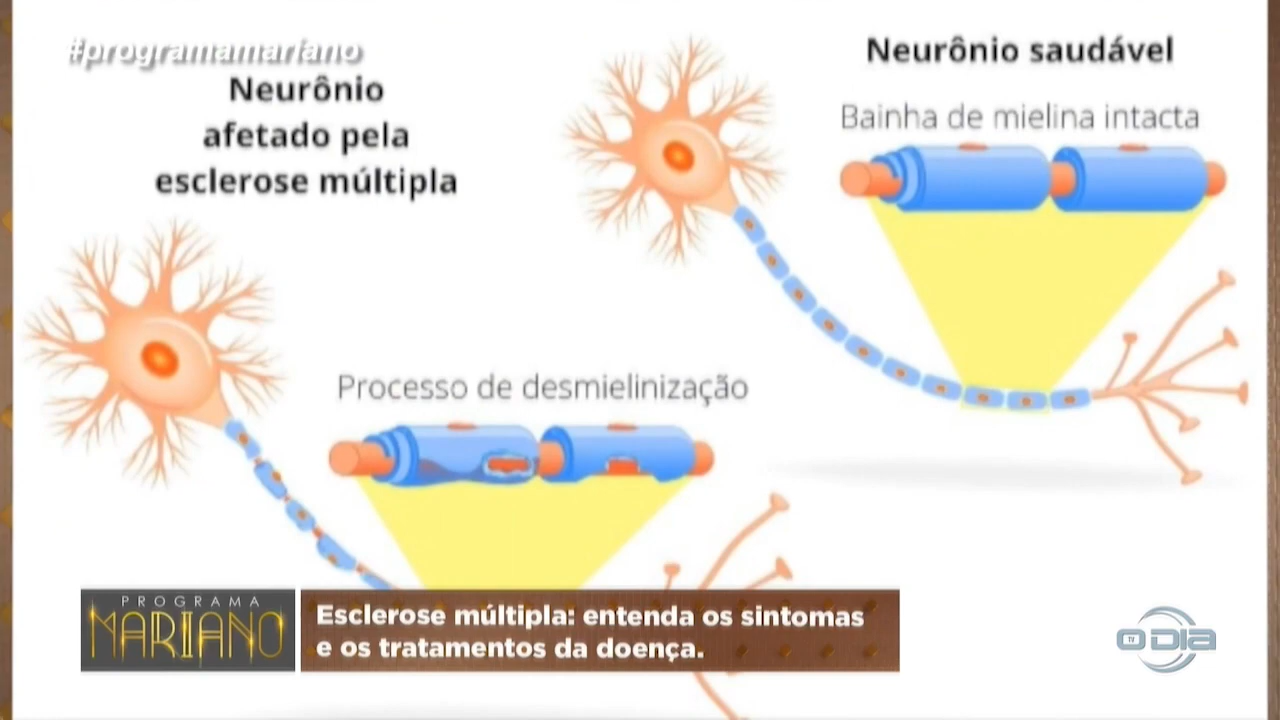 #programamariano
Neurônio
afetado pela
esclerose múltipla
Neurônio saudável
Bainha de mielina intacta
Processo de desmielinização
PROGRAMA
MARIANO
Esclerose múltipla: entenda os sintomas
e os tratamentos da doença.
TV
O DIA